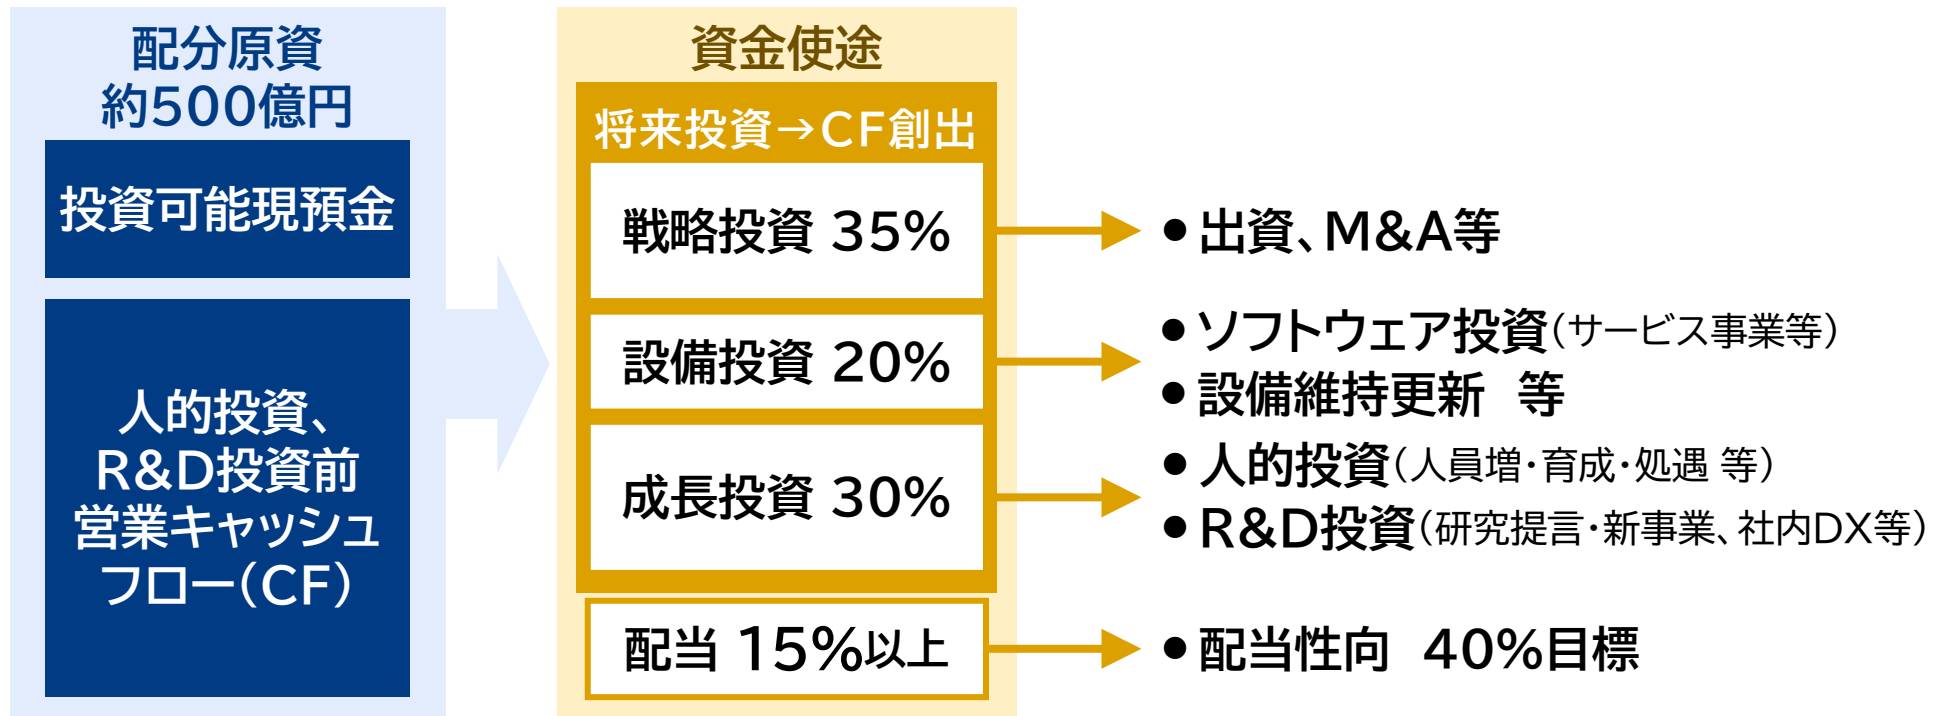 配分原資
約500億円
投資可能現預金
人的投資、
R&D投資前
営業キャッシュ
フロー(CF)
資金使途
将来投資→CF創出
戦略投資 35%
設備投資 20%
成長投資 30%
配当 15%以上
●出資、M&A等
●ソフトウェア投資(サービス事業等)
●設備維持更新 等
●人的投資(人員増・育成・処遇 等)
●R&D投資(研究提言・新事業、社内DX等)
●配当性向 40%目標